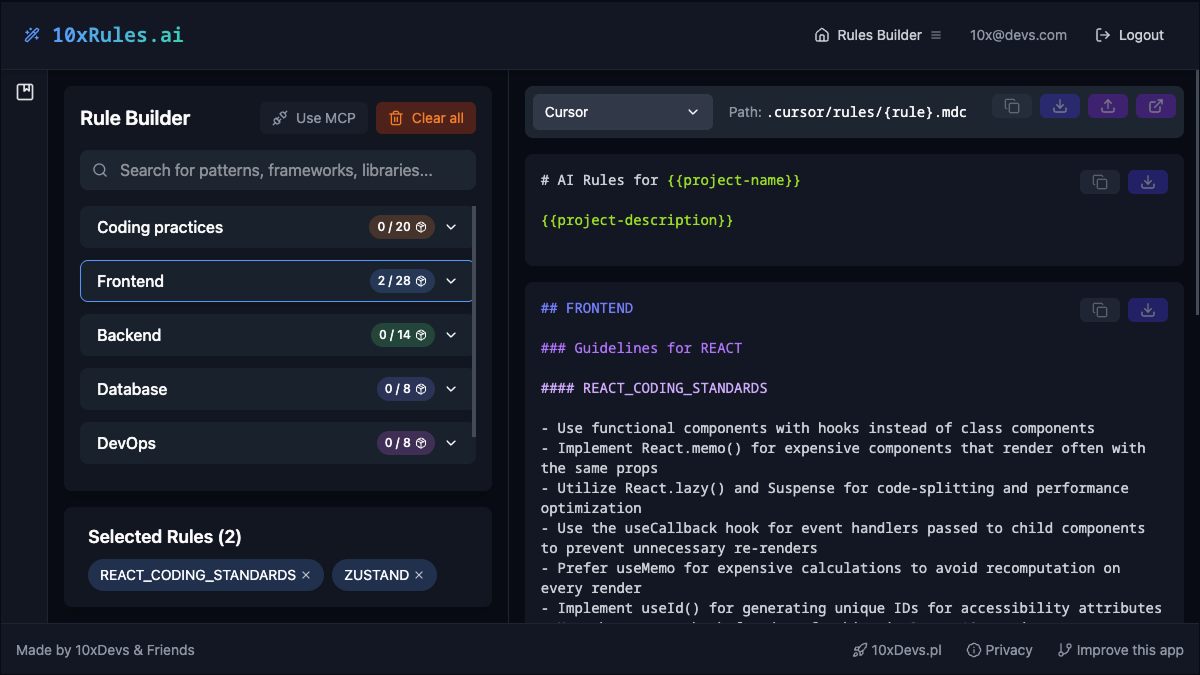 10xRules.ai
Rules Builder
10x@devs.com
Logout
Rule Builder
Use MCP
Clear all
Search for patterns, frameworks, libraries...
Coding practices
0 / 20
Frontend
2 / 28
Backend
0 / 14
Database
0 / 8
DevOps
0 / 8
Selected Rules (2)
REACT_CODING_STANDARDS ×
ZUSTAND ×
Cursor
Path: .cursor/rules/{rule}.mdc
# AI Rules for {{project-name}}
{{project-description}}
## FRONTEND
### Guidelines for REACT
#### REACT_CODING_STANDARDS
- Use functional components with hooks instead of class components
- Implement React.memo() for expensive components that render often with
the same props
- Utilize React.lazy() and Suspense for code-splitting and performance
optimization
- Use the useCallback hook for event handlers passed to child components
to prevent unnecessary re-renders
- Prefer useMemo for expensive calculations to avoid recomputation on
every render
- Implement useId() for generating unique IDs for accessibility attributes
Made by 10xDevs & Friends
10xDevs.pl
Privacy
Improve this app